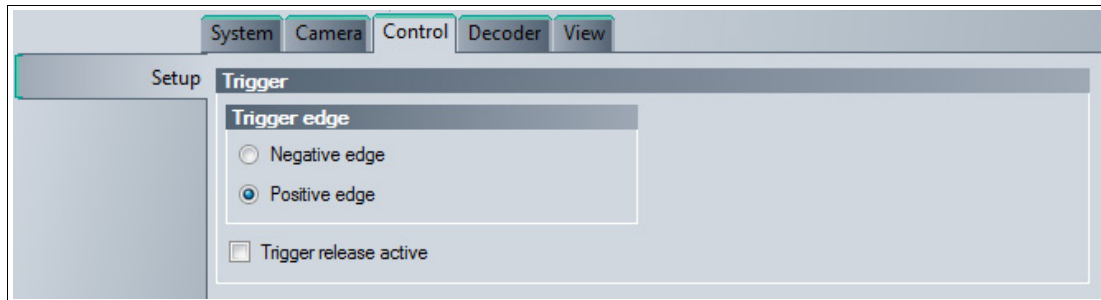 System Camera Control Decoder View
Setup
Trigger
Trigger edge
Negative edge
Positive edge
Trigger release active